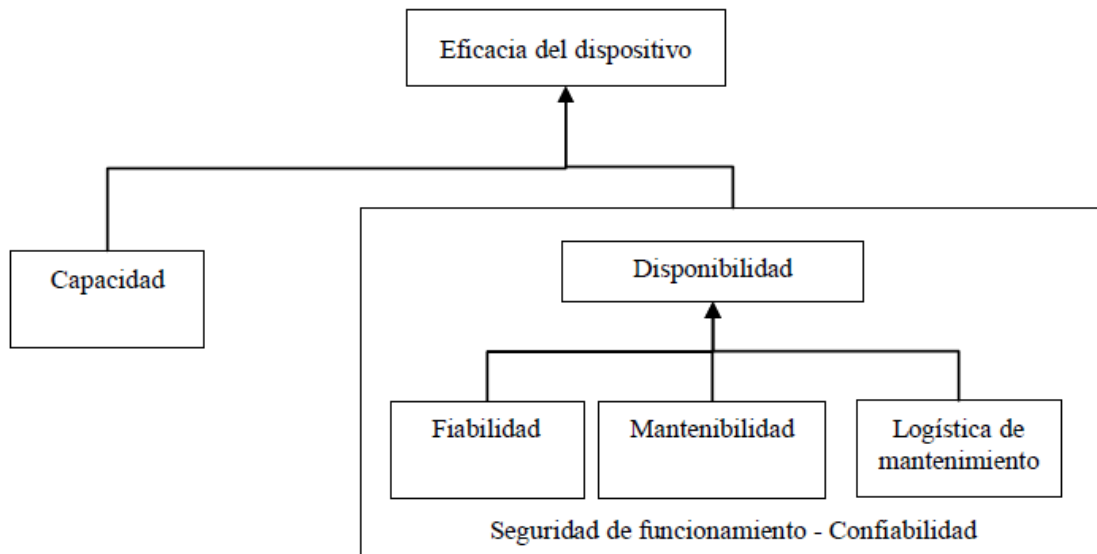 Eficacia del dispositivo
Capacidad
Disponibilidad
Fiabilidad
Mantenibilidad
Logística de
mantenimiento
Seguridad de funcionamiento - Confiabilidad